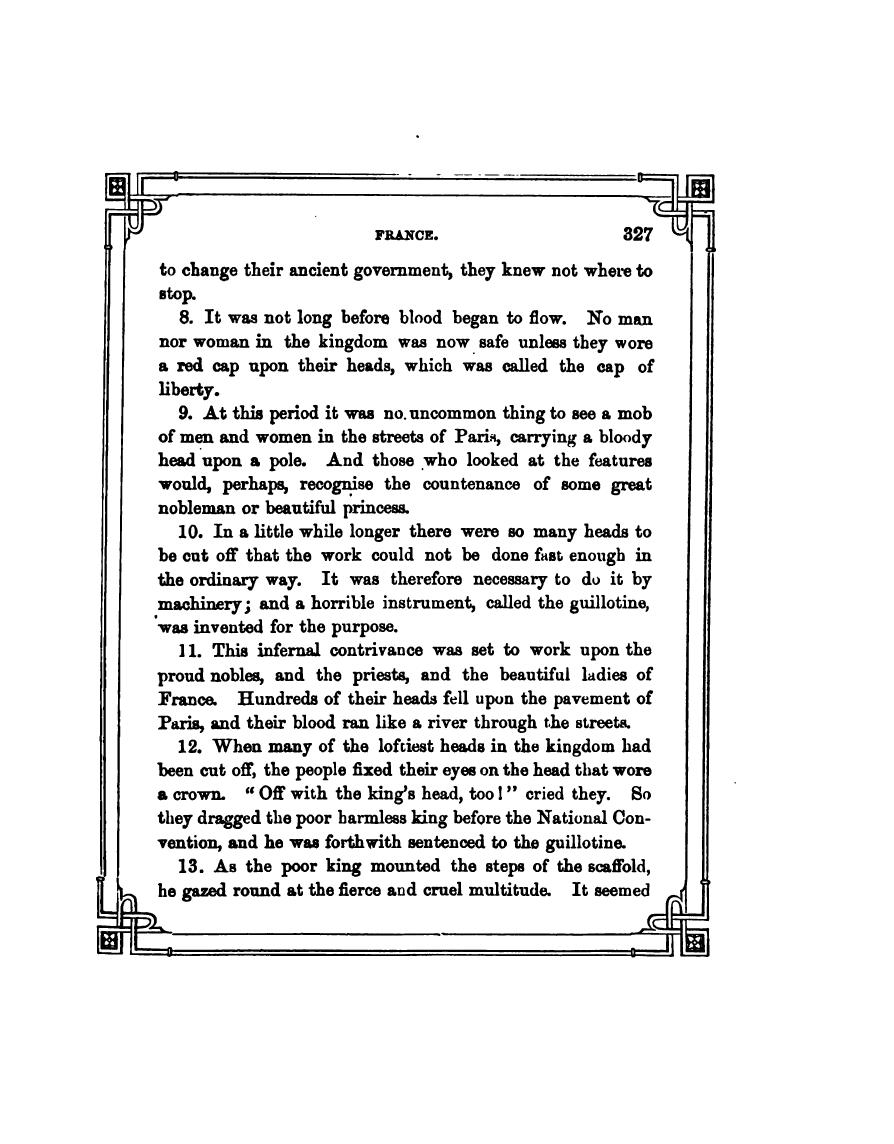 FRANCE. 327
to change their ancient government, they knew not where to
stop.
8. It was not long before blood began to flow. No man
nor woman in the kingdom was now safe unless they wore
a red cap upon their heads, which was called the cap of
liberty.
9. At this period it was no uncommon thing to see a mob
of men and women in the streets of Paris, carrying a bloody
head upon a pole. And those who looked at the features
would, perhaps, recognise the countenance of some great
nobleman or beautiful princess.
10. In a little while longer there were so many heads to
be cut off that the work could not be done fast enough in
the ordinary way. It was therefore necessary to do it by
machinery; and a horrible instrument, called the guillotine,
was invented for the purpose.
11. This infernal contrivance was set to work upon the
proud nobles, and the priests, and the beautiful ladies of
France. Hundreds of their heads fell upon the pavement of
Paris, and their blood ran like a river through the streets.
12. When many of the loftiest heads in the kingdom had
been cut off, the people fixed their eyes on the head that wore
a crown. "Off with the king's head, too!" cried they. So
they dragged the poor harmless king before the National Con-
vention, and he was forthwith sentenced to the guillotine.
13. As the poor king mounted the steps of the scaffold,
he gazed round at the fierce and cruel multitude. It seemed